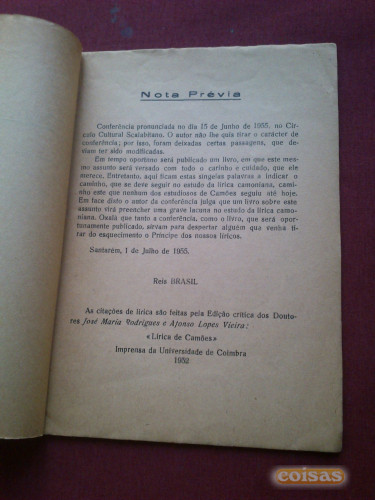 Nota Prévia
Conferência pronunciada no dia 15 de Junho de 1955, no Cir-
culo Cultural Scalabitano. O autor não lhe quis tirar o carácter de
conferência; por isso, foram deixadas certas passagens, que de-
viam ter sido modificadas.
Em tempo oportuno será publicado um livro, em que este mes-
mo assunto será versado com todo o carinho e cuidado, que ele
merece. Entretanto, aqui ficam estas singelas palavras a indicar o
caminho, que se deve seguir no estudo da lírica camoniana, cami-
nho este que nenhum dos estudiosos de Camões seguiu até hoje.
Em face disto o autor da conferência julga que um livro sobre este
assunto virá preencher uma grave lacuna no estudo da lírica camo-
niana. Oxalá que tanto a conferência, como o livro, que será opor-
tunamente publicado, sirvam para despertar alguém que venha ti-
rar do esquecimento o Príncipe dos nossos líricos.
Santarém, 1 de Julho de 1955.
Reis BRASIL
As citações de lírica são feitas pela Edição crítica dos Douto-
res José Maria Rodrigues e Afonso Lopes Vieira:
«Lírica de Camões»
Imprensa da Universidade de Coimbra
1932
coisas